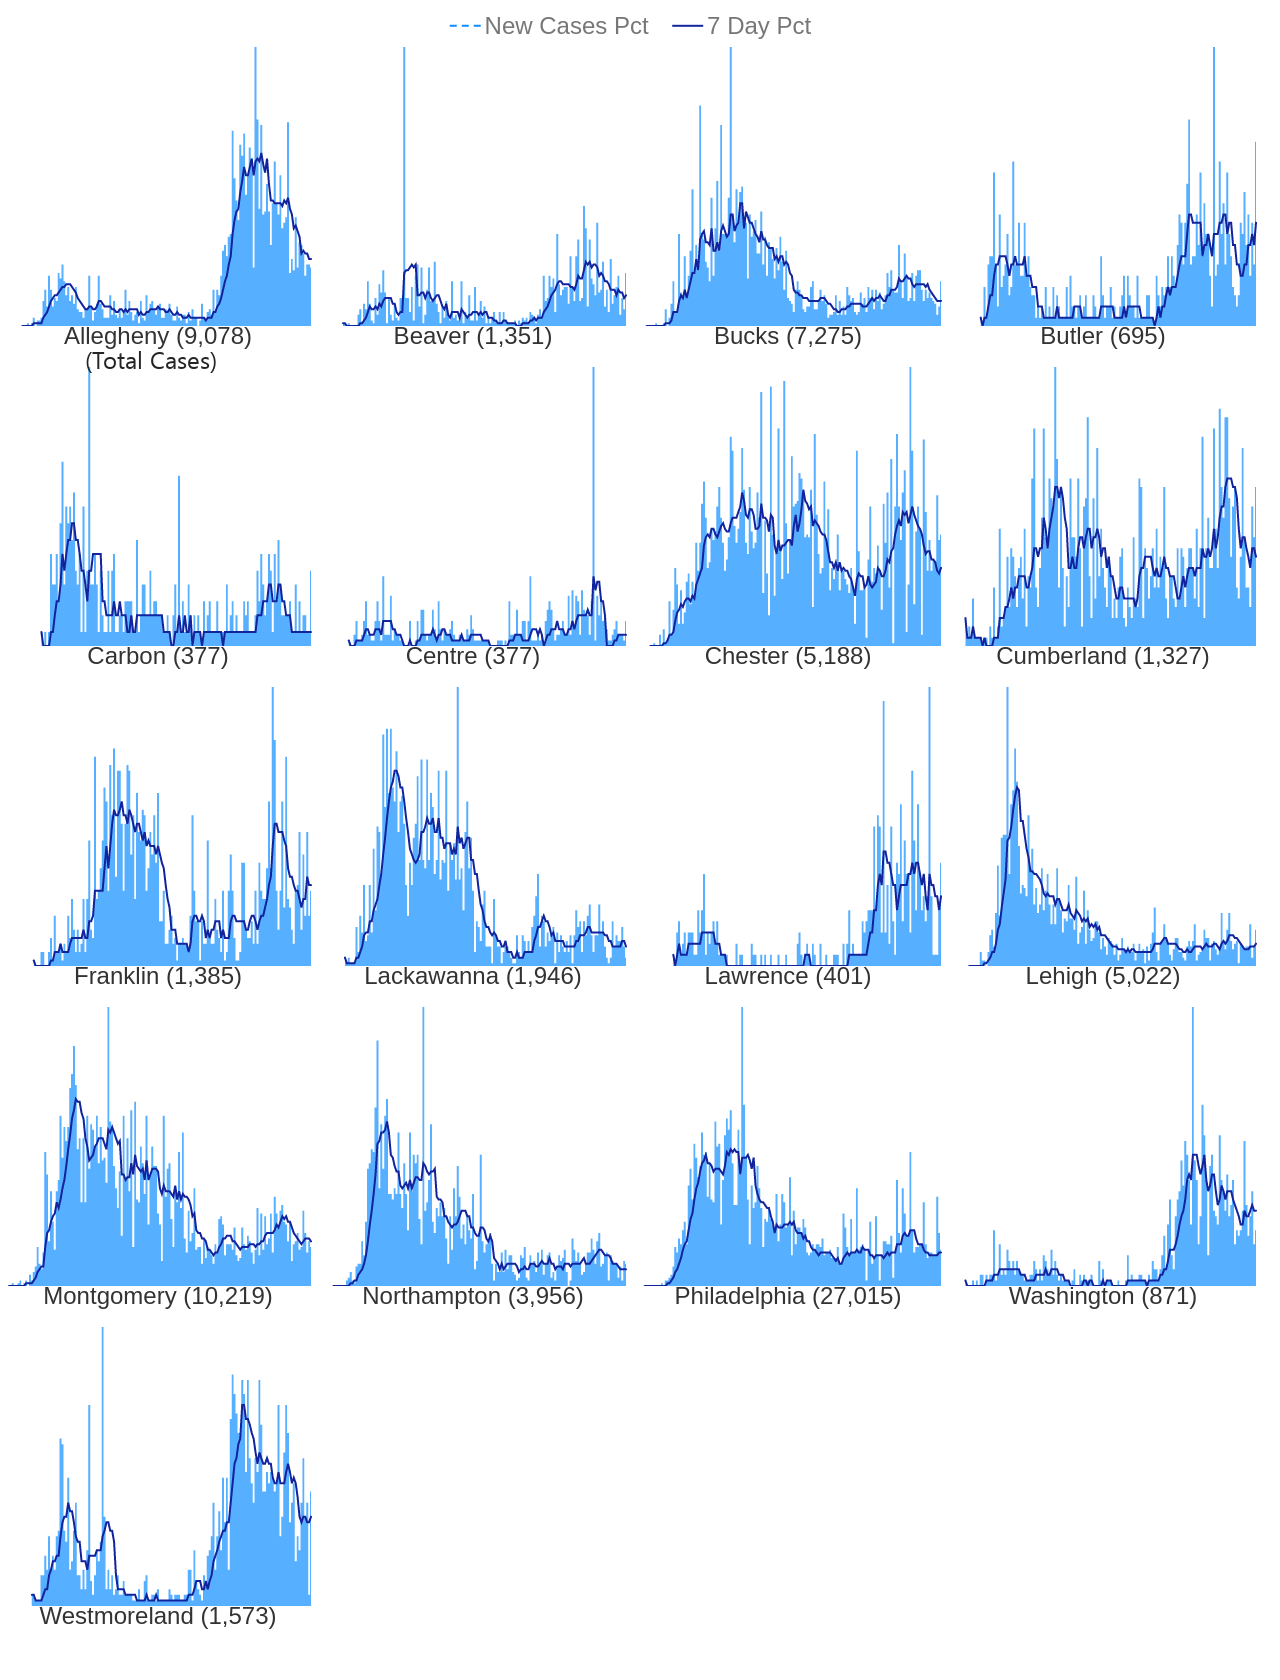 New Cases Pct 7 Day Pct
Allegheny (9,078) Beaver (1,351) Bucks (7,275) Butler (695)
(Total Cases)
Carbon (377) Centre (377) Chester (5,188) Cumberland (1,327)
Franklin (1,385) Lackawanna (1,946) Lawrence (401) Lehigh (5,022)
Montgomery (10,219) Northampton (3,956) Philadelphia (27,015) Washington (871)
Westmoreland (1,573)